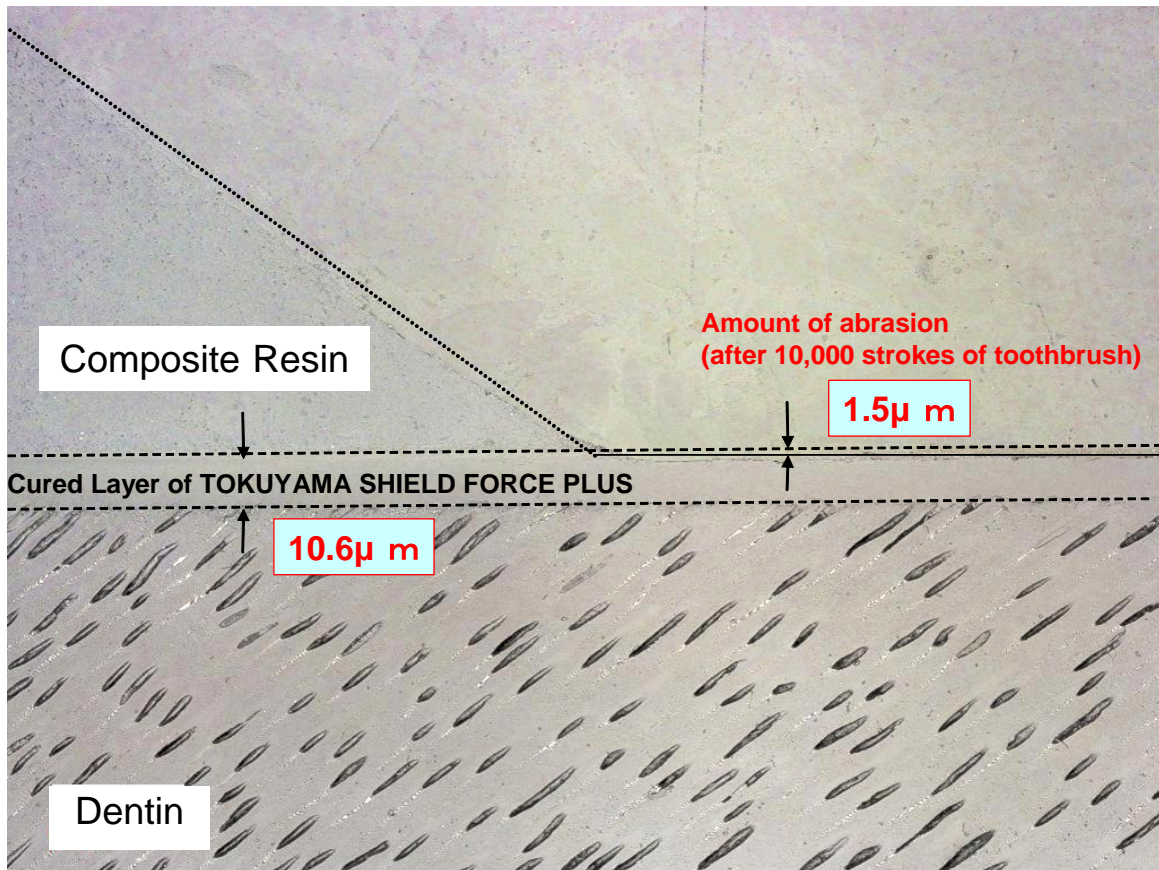 Amount of abrasion
(after 10,000 strokes of toothbrush)
Composite Resin
1.5μ m
Cured Layer of TOKUYAMA SHIELD FORCE PLUS
10.6μ m
Dentin